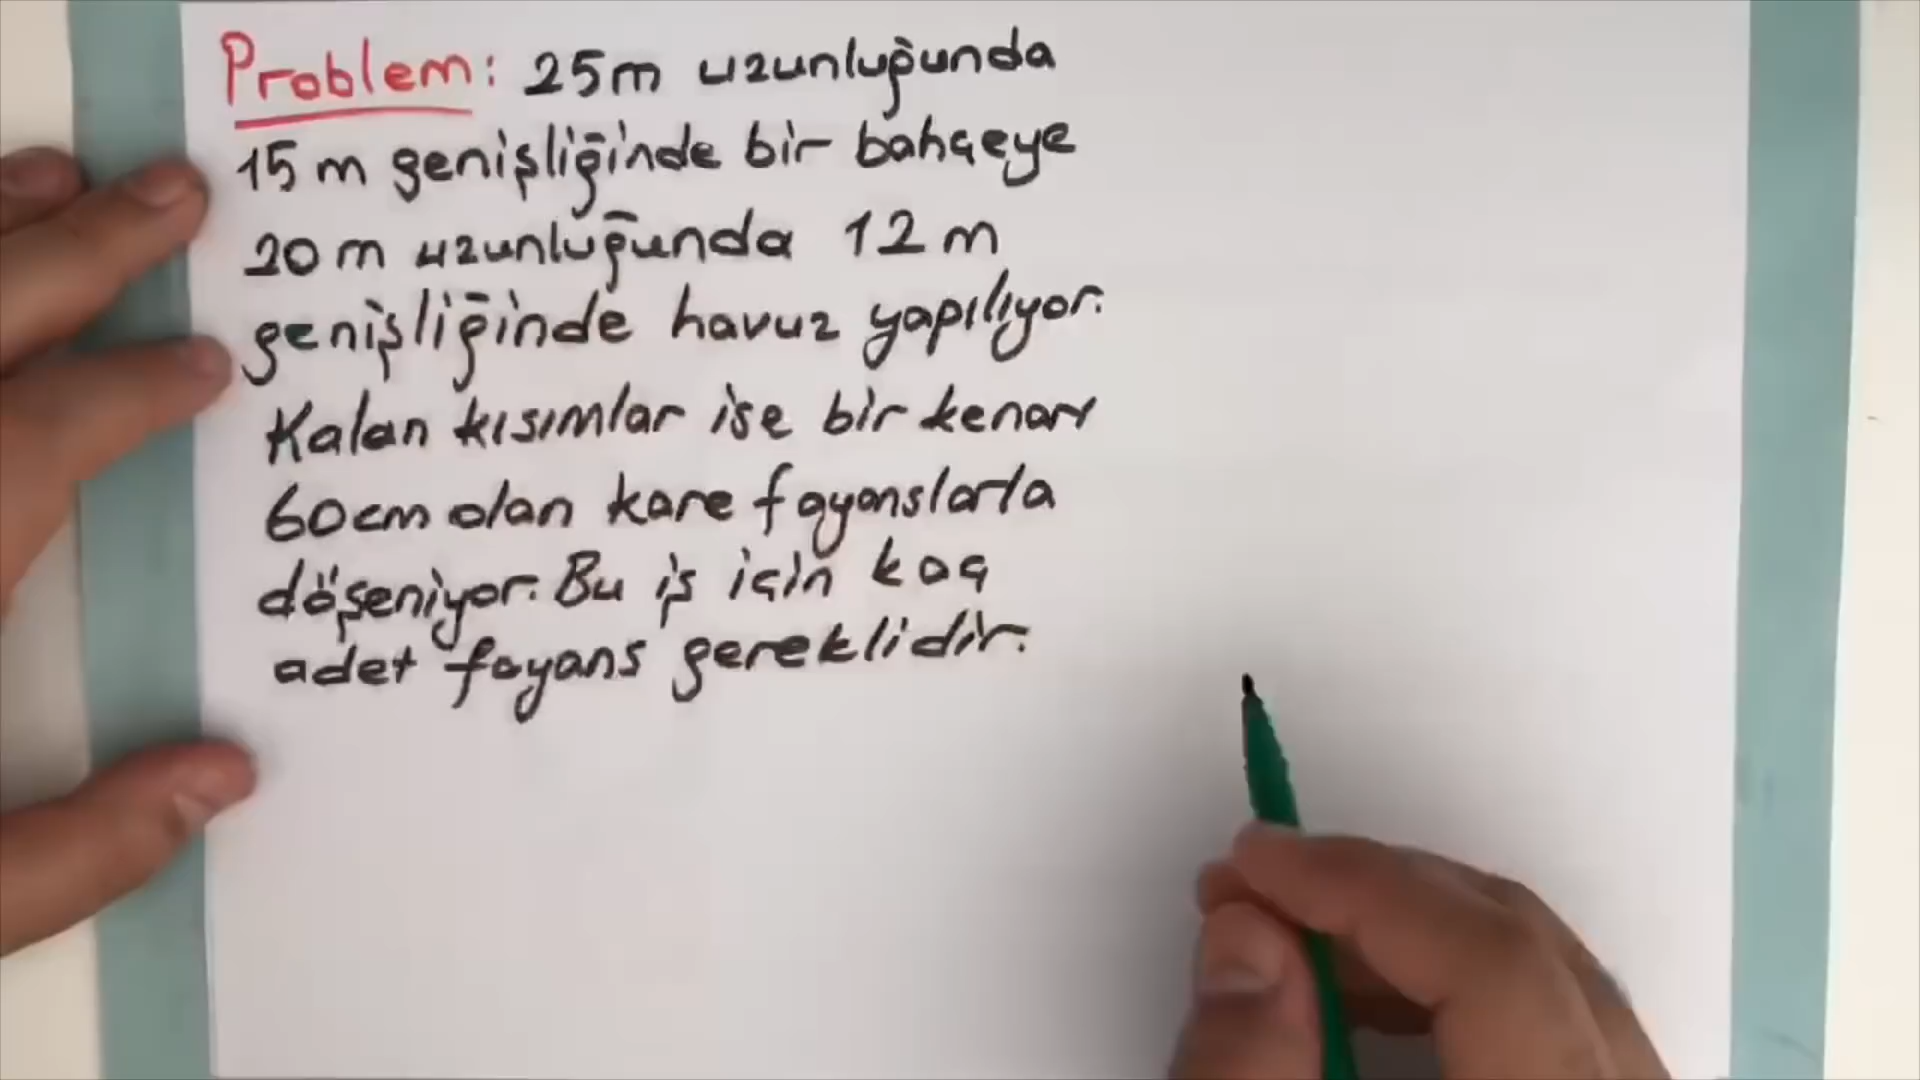 Problem: 25m uzunluğunda
15 m genişliğinde bir bahçeye
20 m uzunluğunda 12 m
genişliğinde havuz yapılıyor.
Kalan kısımlar ise bir kenarı
60cm olan kare fayanslarla
döşeniyor. Bu iş için kaç
adet fayans gereklidir.